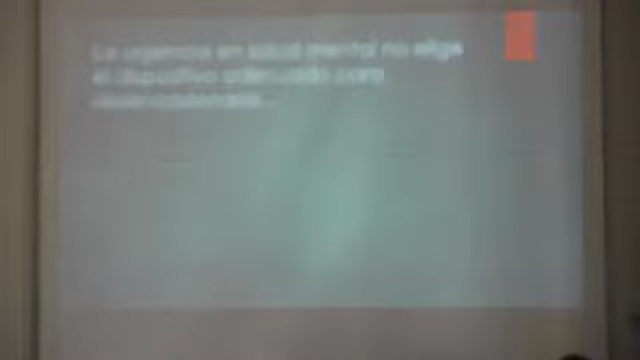 La urgencia en salud mental no elige
el dispositivo adecuado para